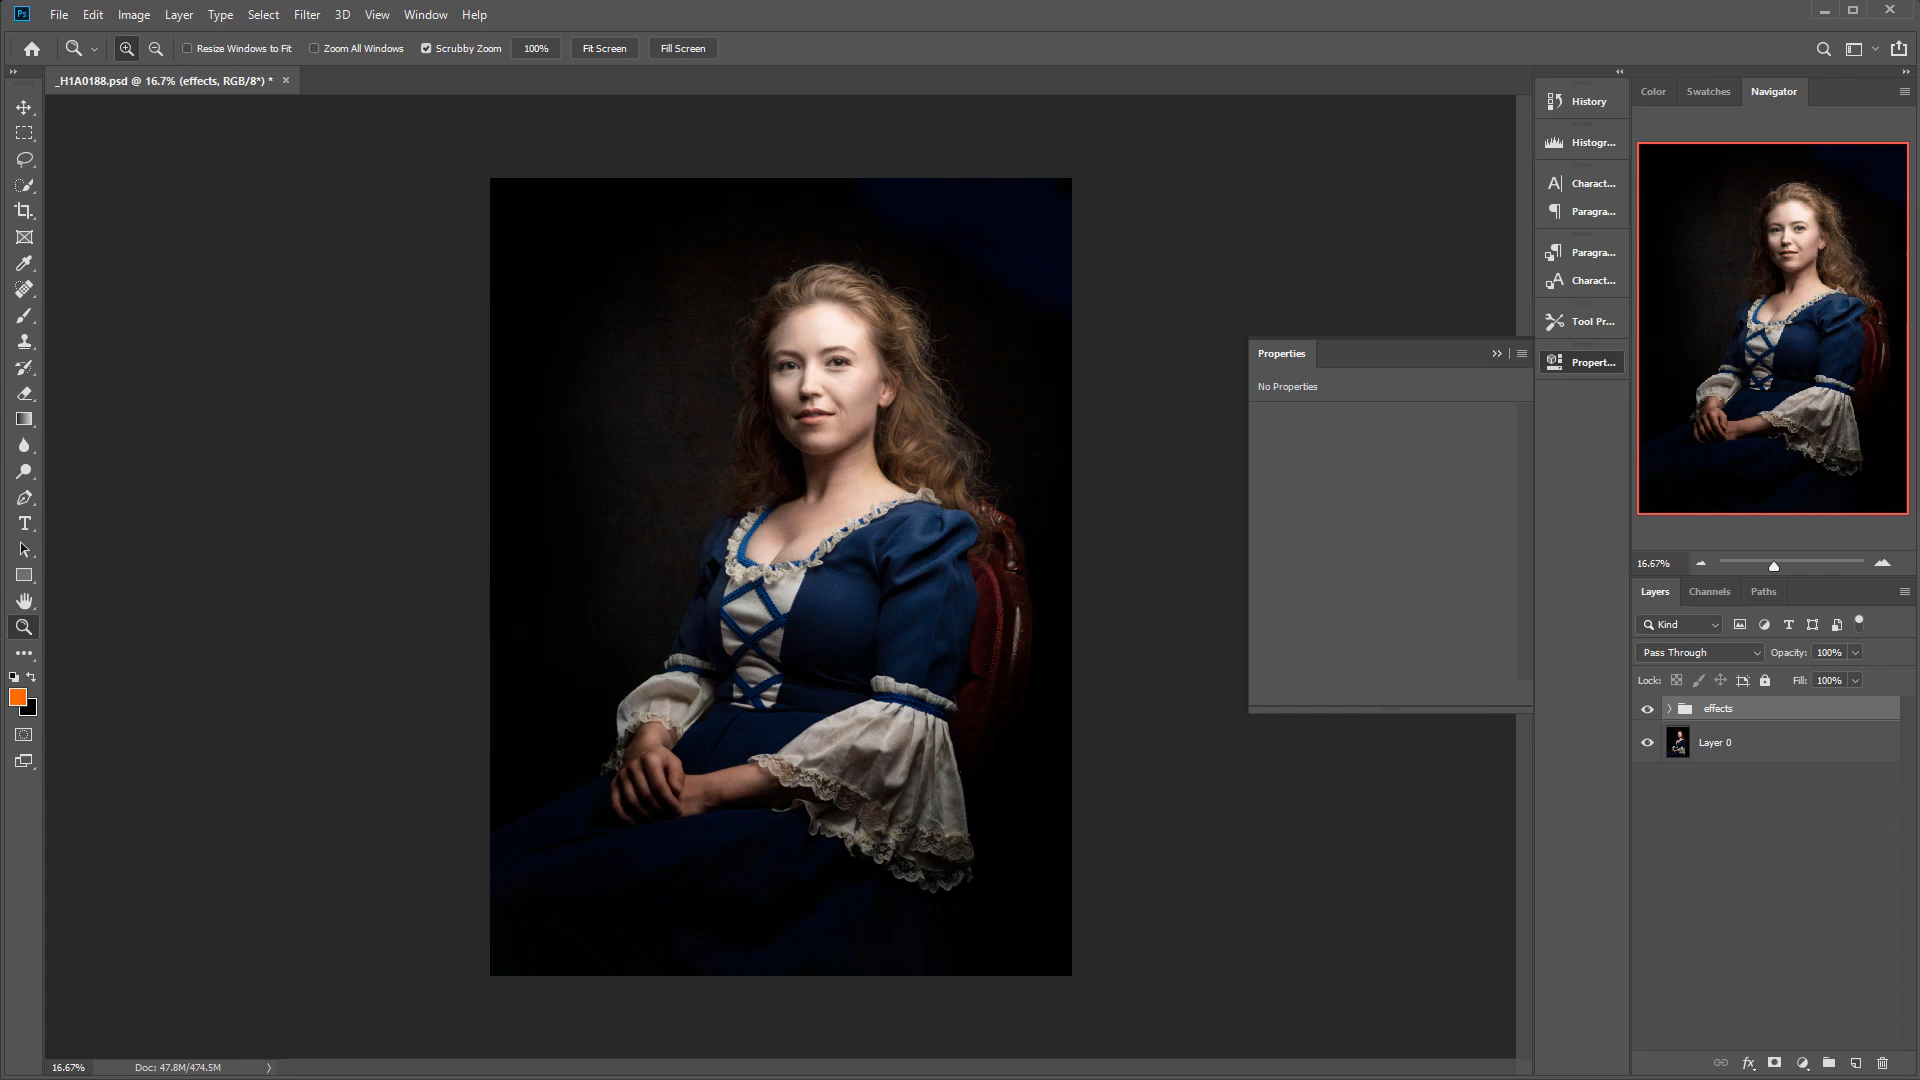 Ps File Edit Image Layer Type Select Filter 3D View Window Help
Resize Windows to Fit Zoom All Windows Scrubby Zoom 100% Fit Screen Fill Screen
_H1A0188.psd @ 16.7% (effects, RGB/8*) * ×
Color Swatches Navigator
History
Histogr...
Charact...
Paragra...
Paragra...
Charact...
Tool Pr...
Propert...
Properties
No Properties
16.67%
Layers Channels Paths
Kind
Pass Through Opacity: 100%
Lock: Fill: 100%
effects
Layer 0
16.67% Doc: 47.8M/474.5M